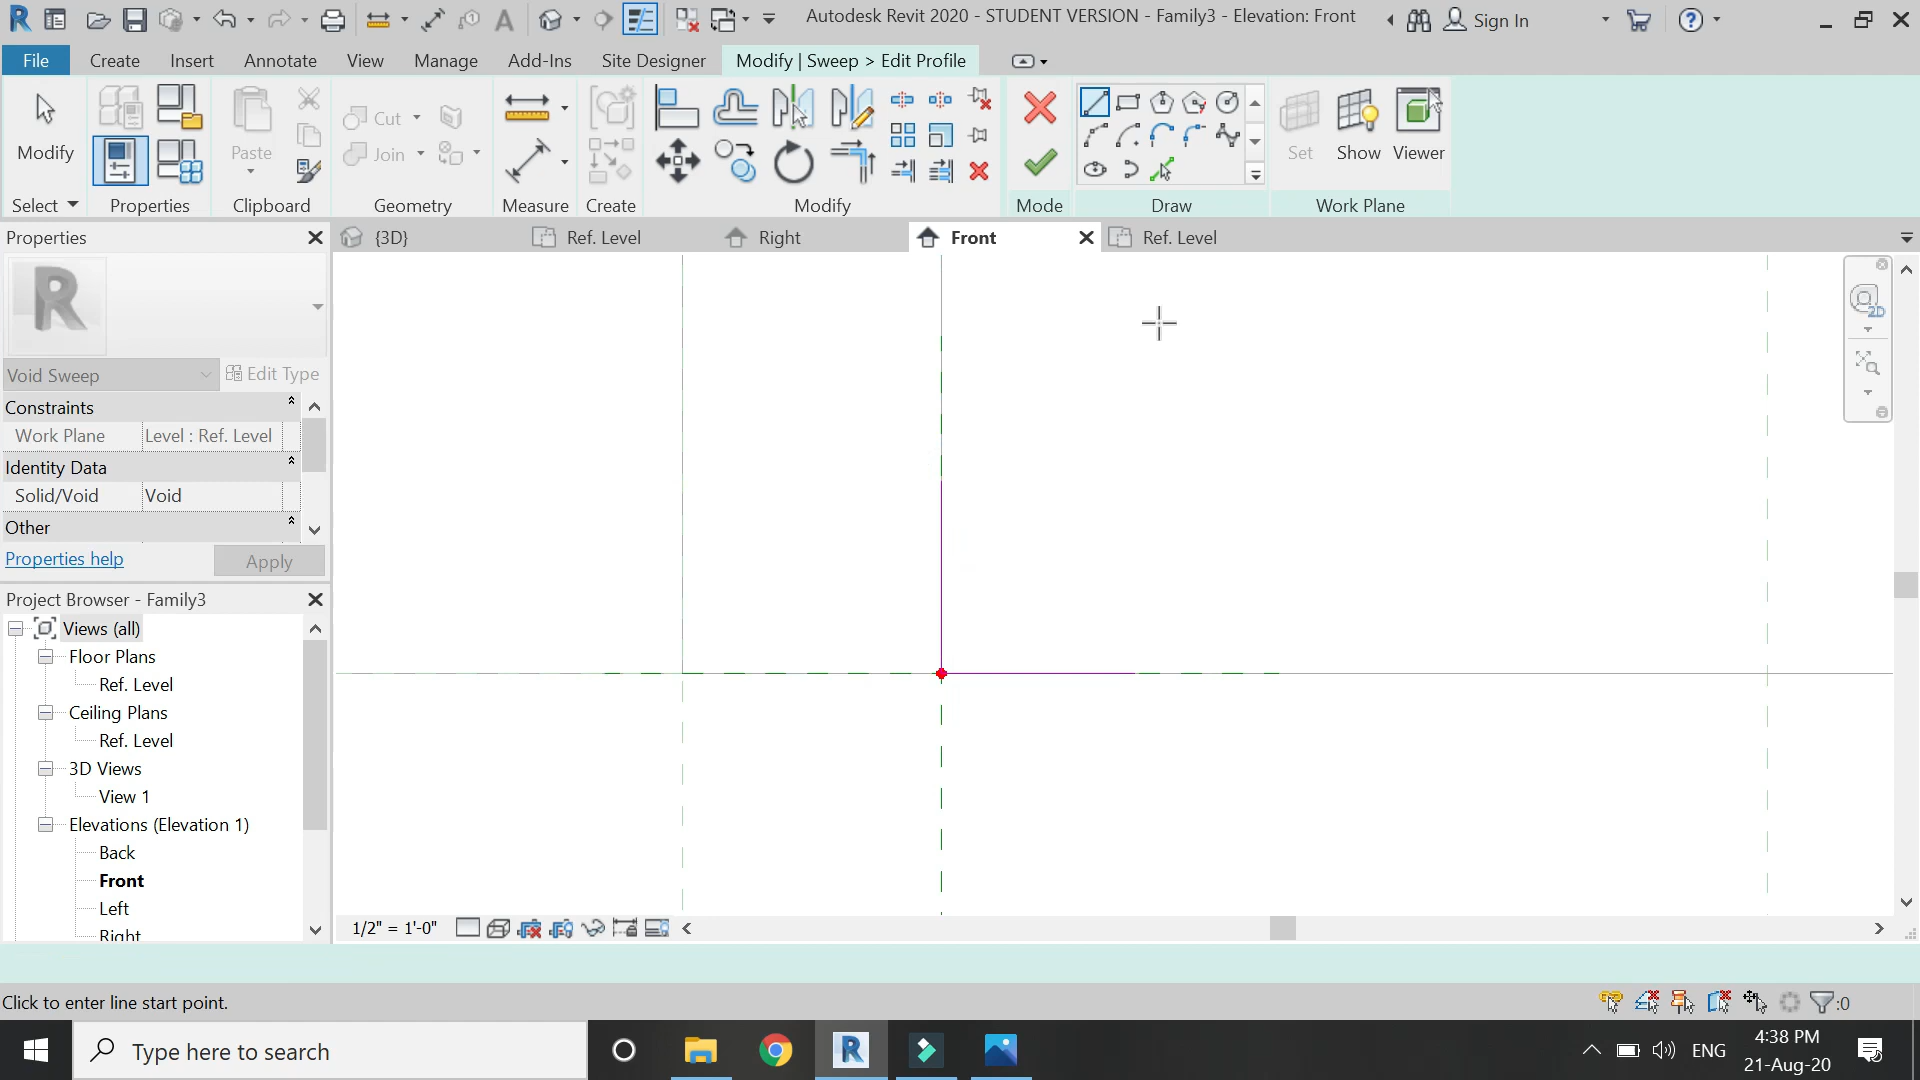 Autodesk Revit 2020 - STUDENT VERSION - Family3 - Elevation: Front
Sign In
File
Create
Insert
Annotate
View
Manage
Add-Ins
Site Designer
Modify | Sweep > Edit Profile
Modify
Paste
Cut
Join
Set
Show
Viewer
Select
Properties
Clipboard
Geometry
Measure
Create
Modify
Mode
Draw
Work Plane
Properties
{3D}
Ref. Level
Right
Front
Ref. Level
R
Void Sweep
Edit Type
Constraints
Work Plane
Level : Ref. Level
Identity Data
Solid/Void
Void
Other
Properties help
Apply
Project Browser - Family3
Views (all)
Floor Plans
Ref. Level
Ceiling Plans
Ref. Level
3D Views
View 1
Elevations (Elevation 1)
Back
Front
Left
Right
2D
1/2" = 1'-0"
Click to enter line start point.
:0
Type here to search
R
ENG
4:38 PM
21-Aug-20